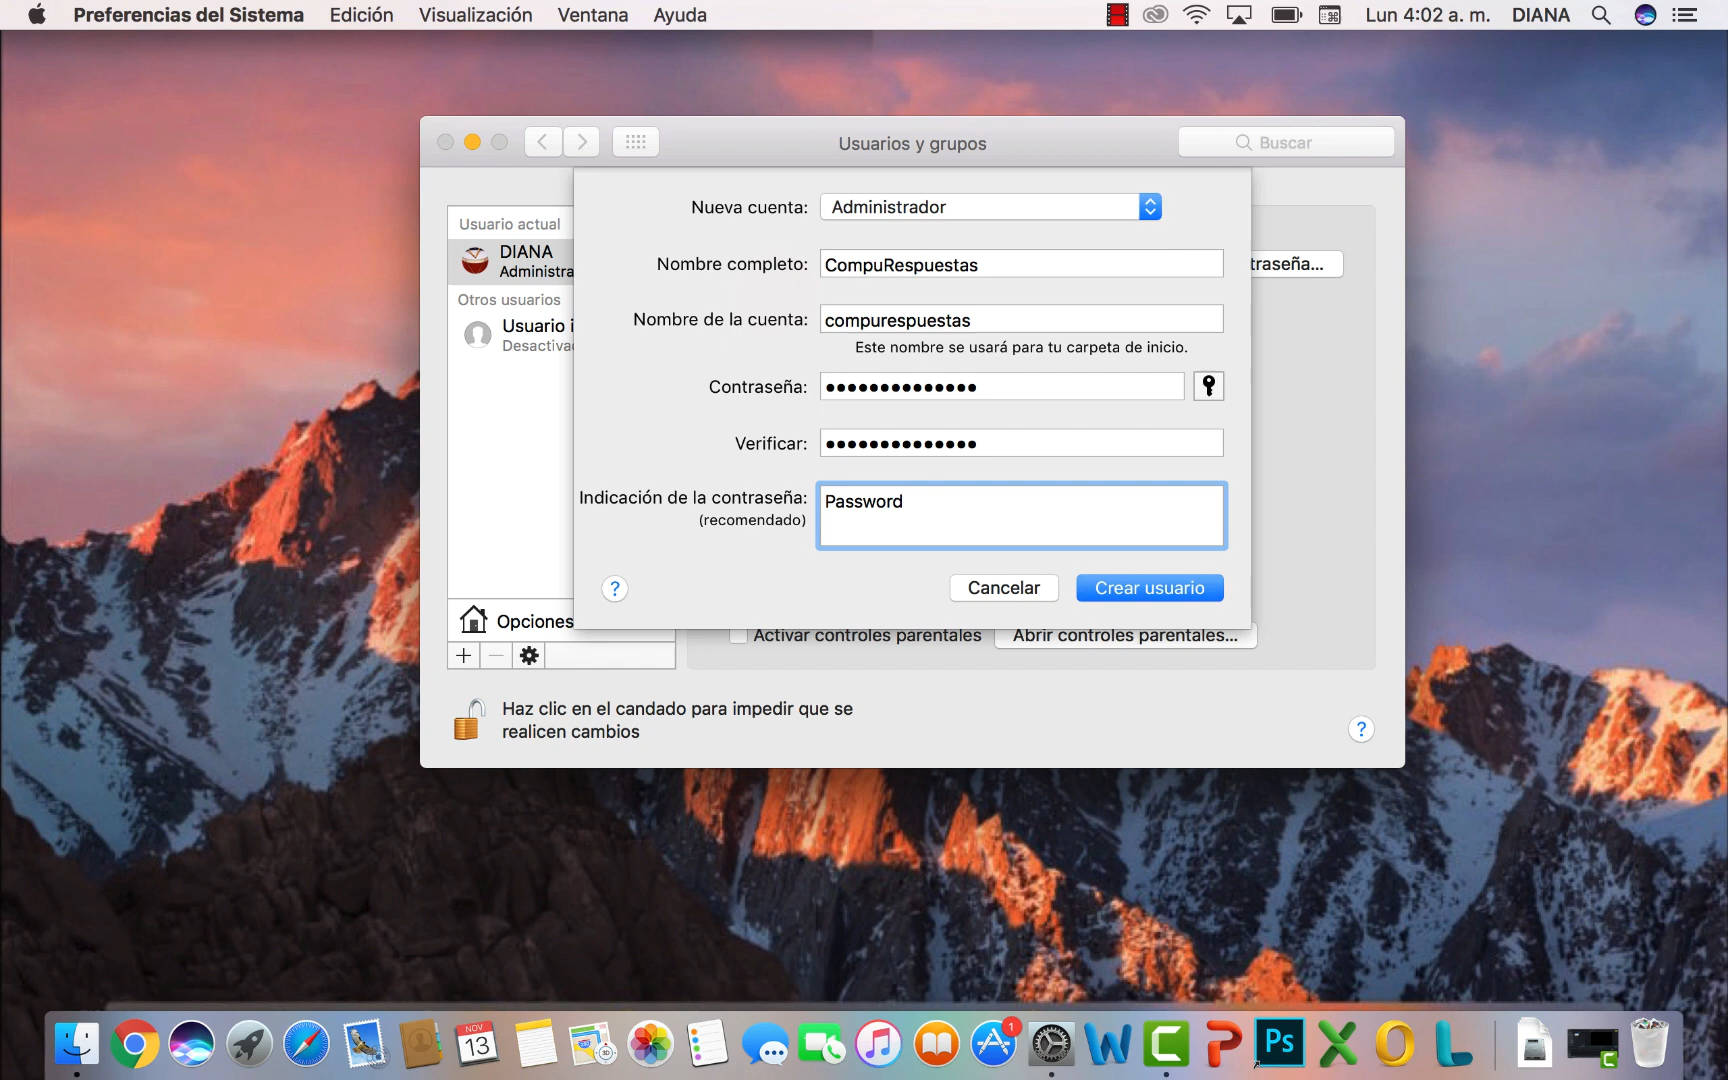 Preferencias del Sistema Edición Visualización Ventana Ayuda Lun 4:02 a. m. DIANA
Usuarios y grupos
Buscar
Usuario actual
DIANA
Administra
Otros usuarios
Usuario i
Desactiva
Opciones
Nueva cuenta: Administrador
Nombre completo: CompuRespuestas
traseña...
Nombre de la cuenta: compurespuestas
Este nombre se usará para tu carpeta de inicio.
Contraseña: ••••••••••••••
Verificar: ••••••••••••••
Indicación de la contraseña: Password
(recomendado)
? Cancelar Crear usuario
Activar controles parentales Abrir controles parentales...
Haz clic en el candado para impedir que se
realicen cambios
?
NOV
13
3D
1
Ps